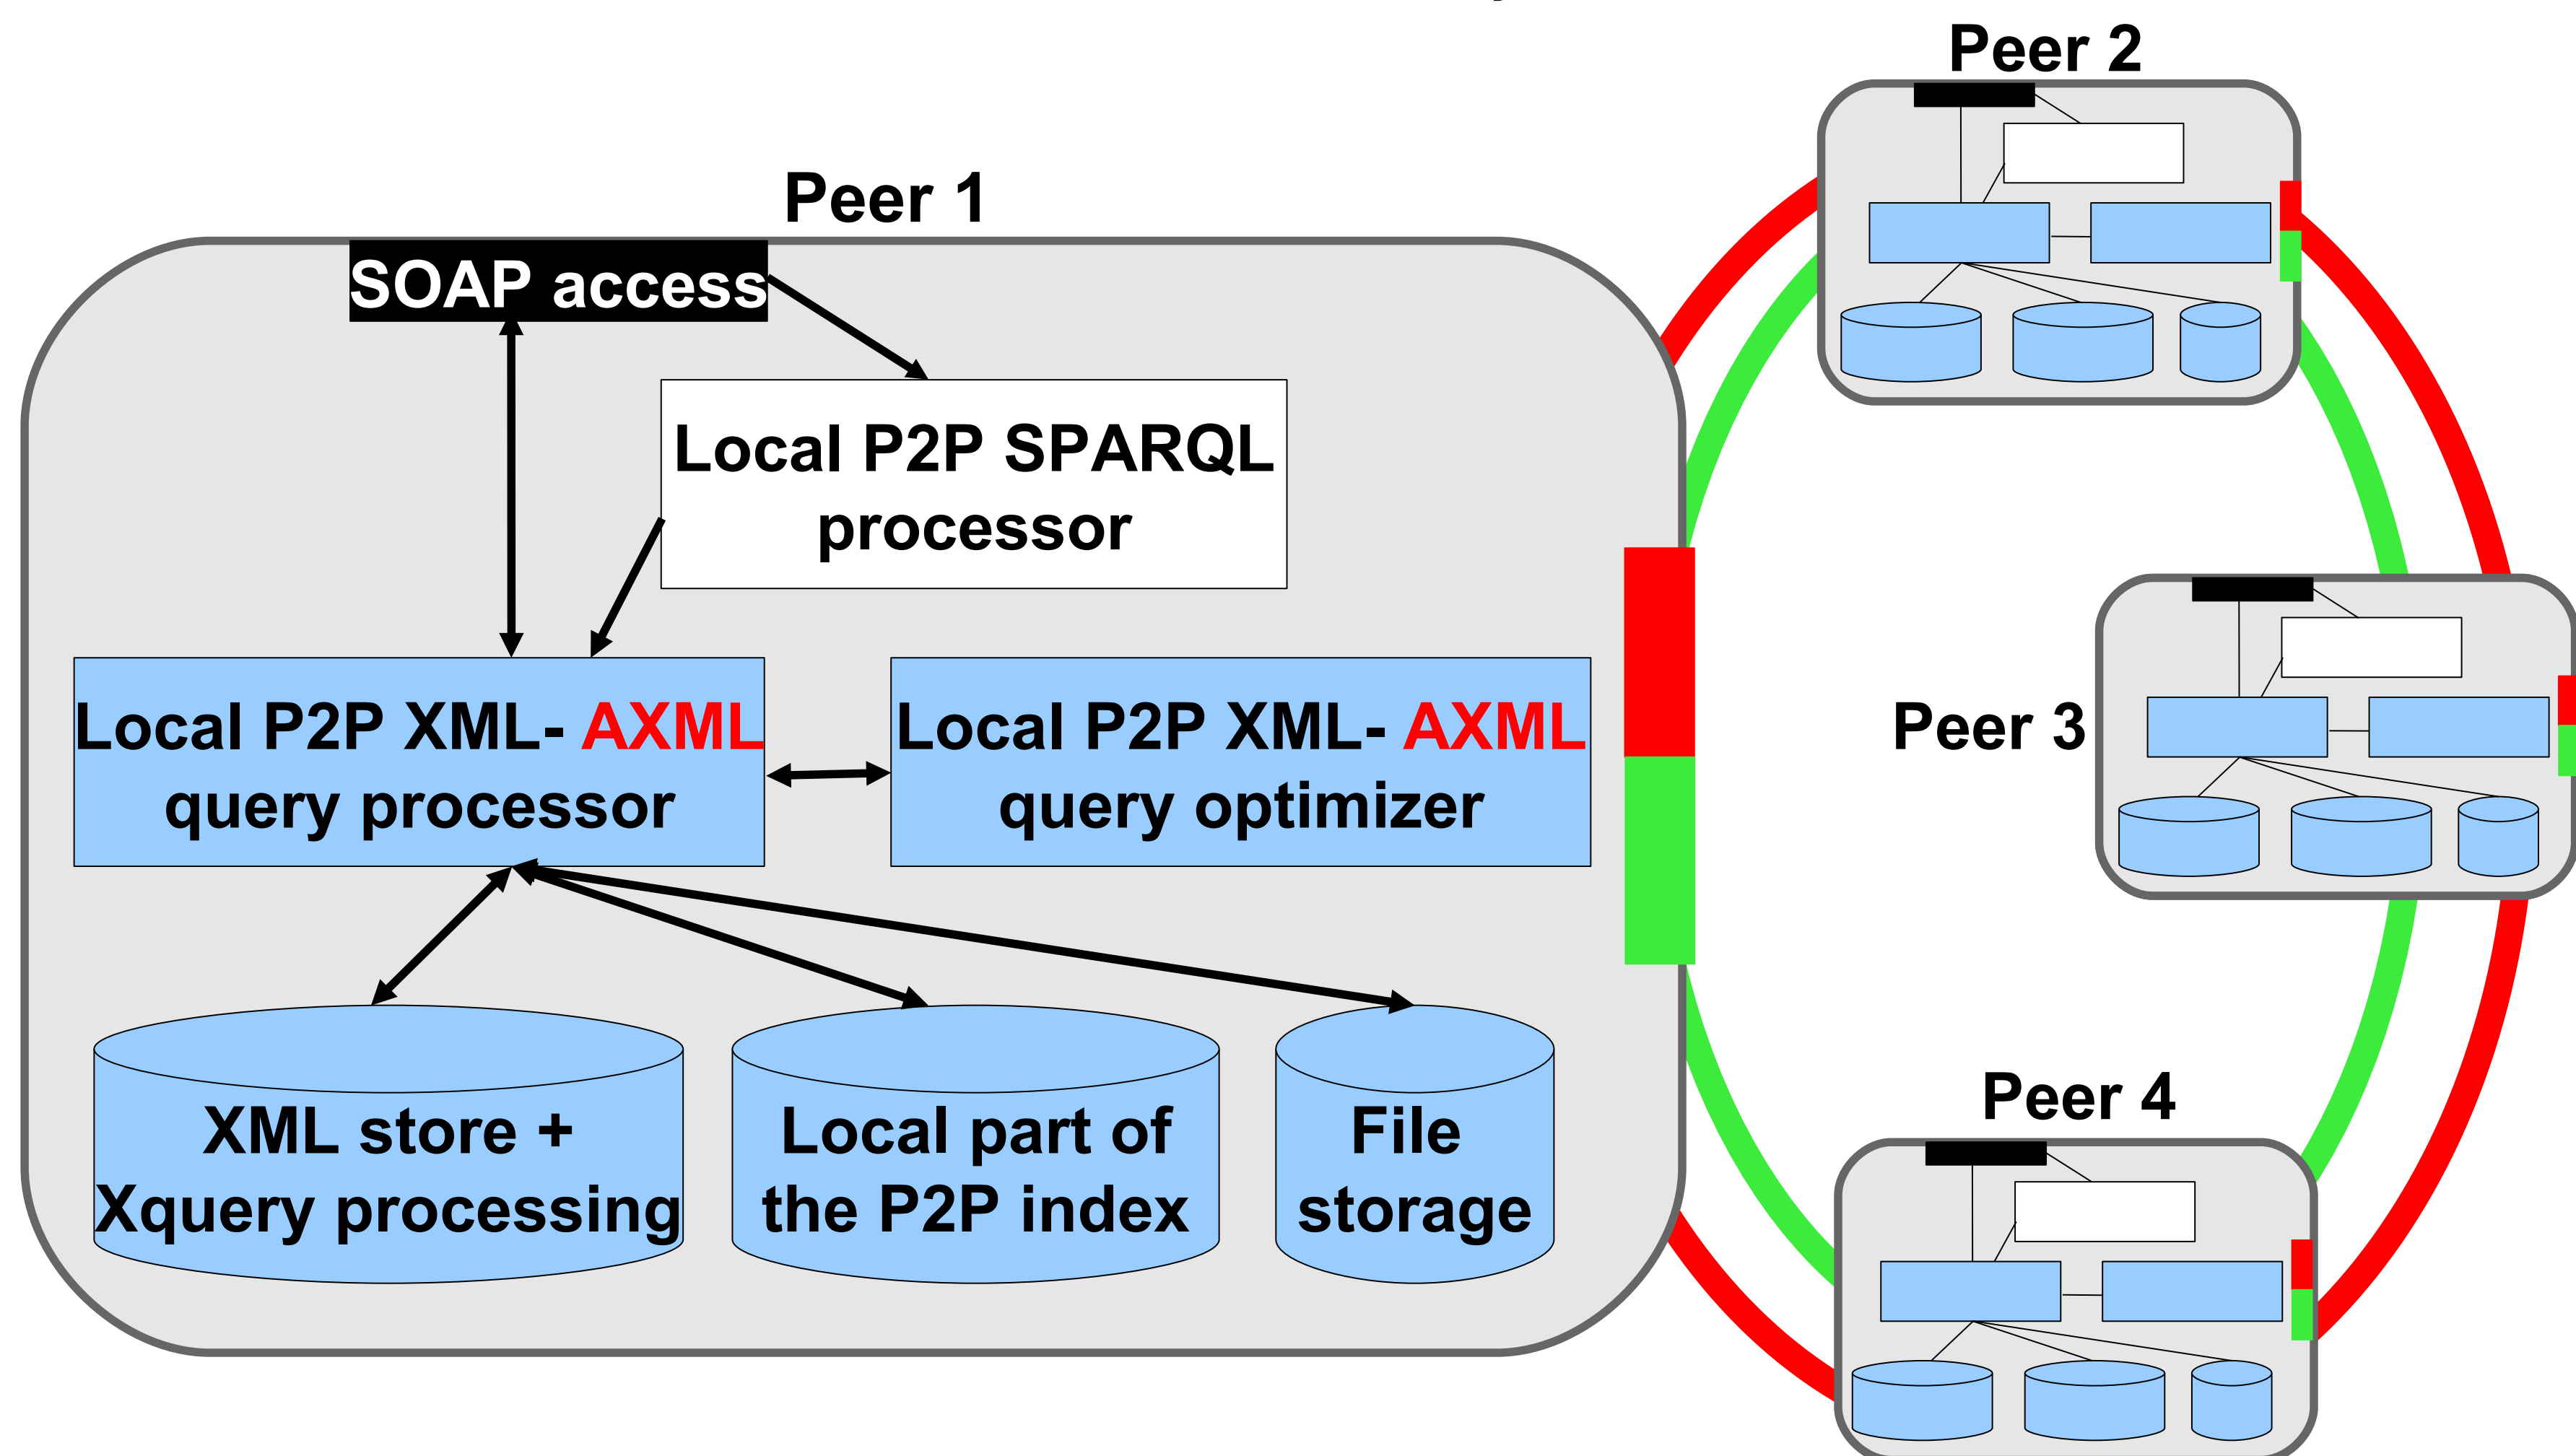 Peer 2
Peer 1
SOAP access
Local P2P SPARQL
processor
Local P2P XML- AXML
query processor
Local P2P XML- AXML
query optimizer
Peer 3
Peer 4
XML store +
Xquery processing
Local part of
the P2P index
File
storage